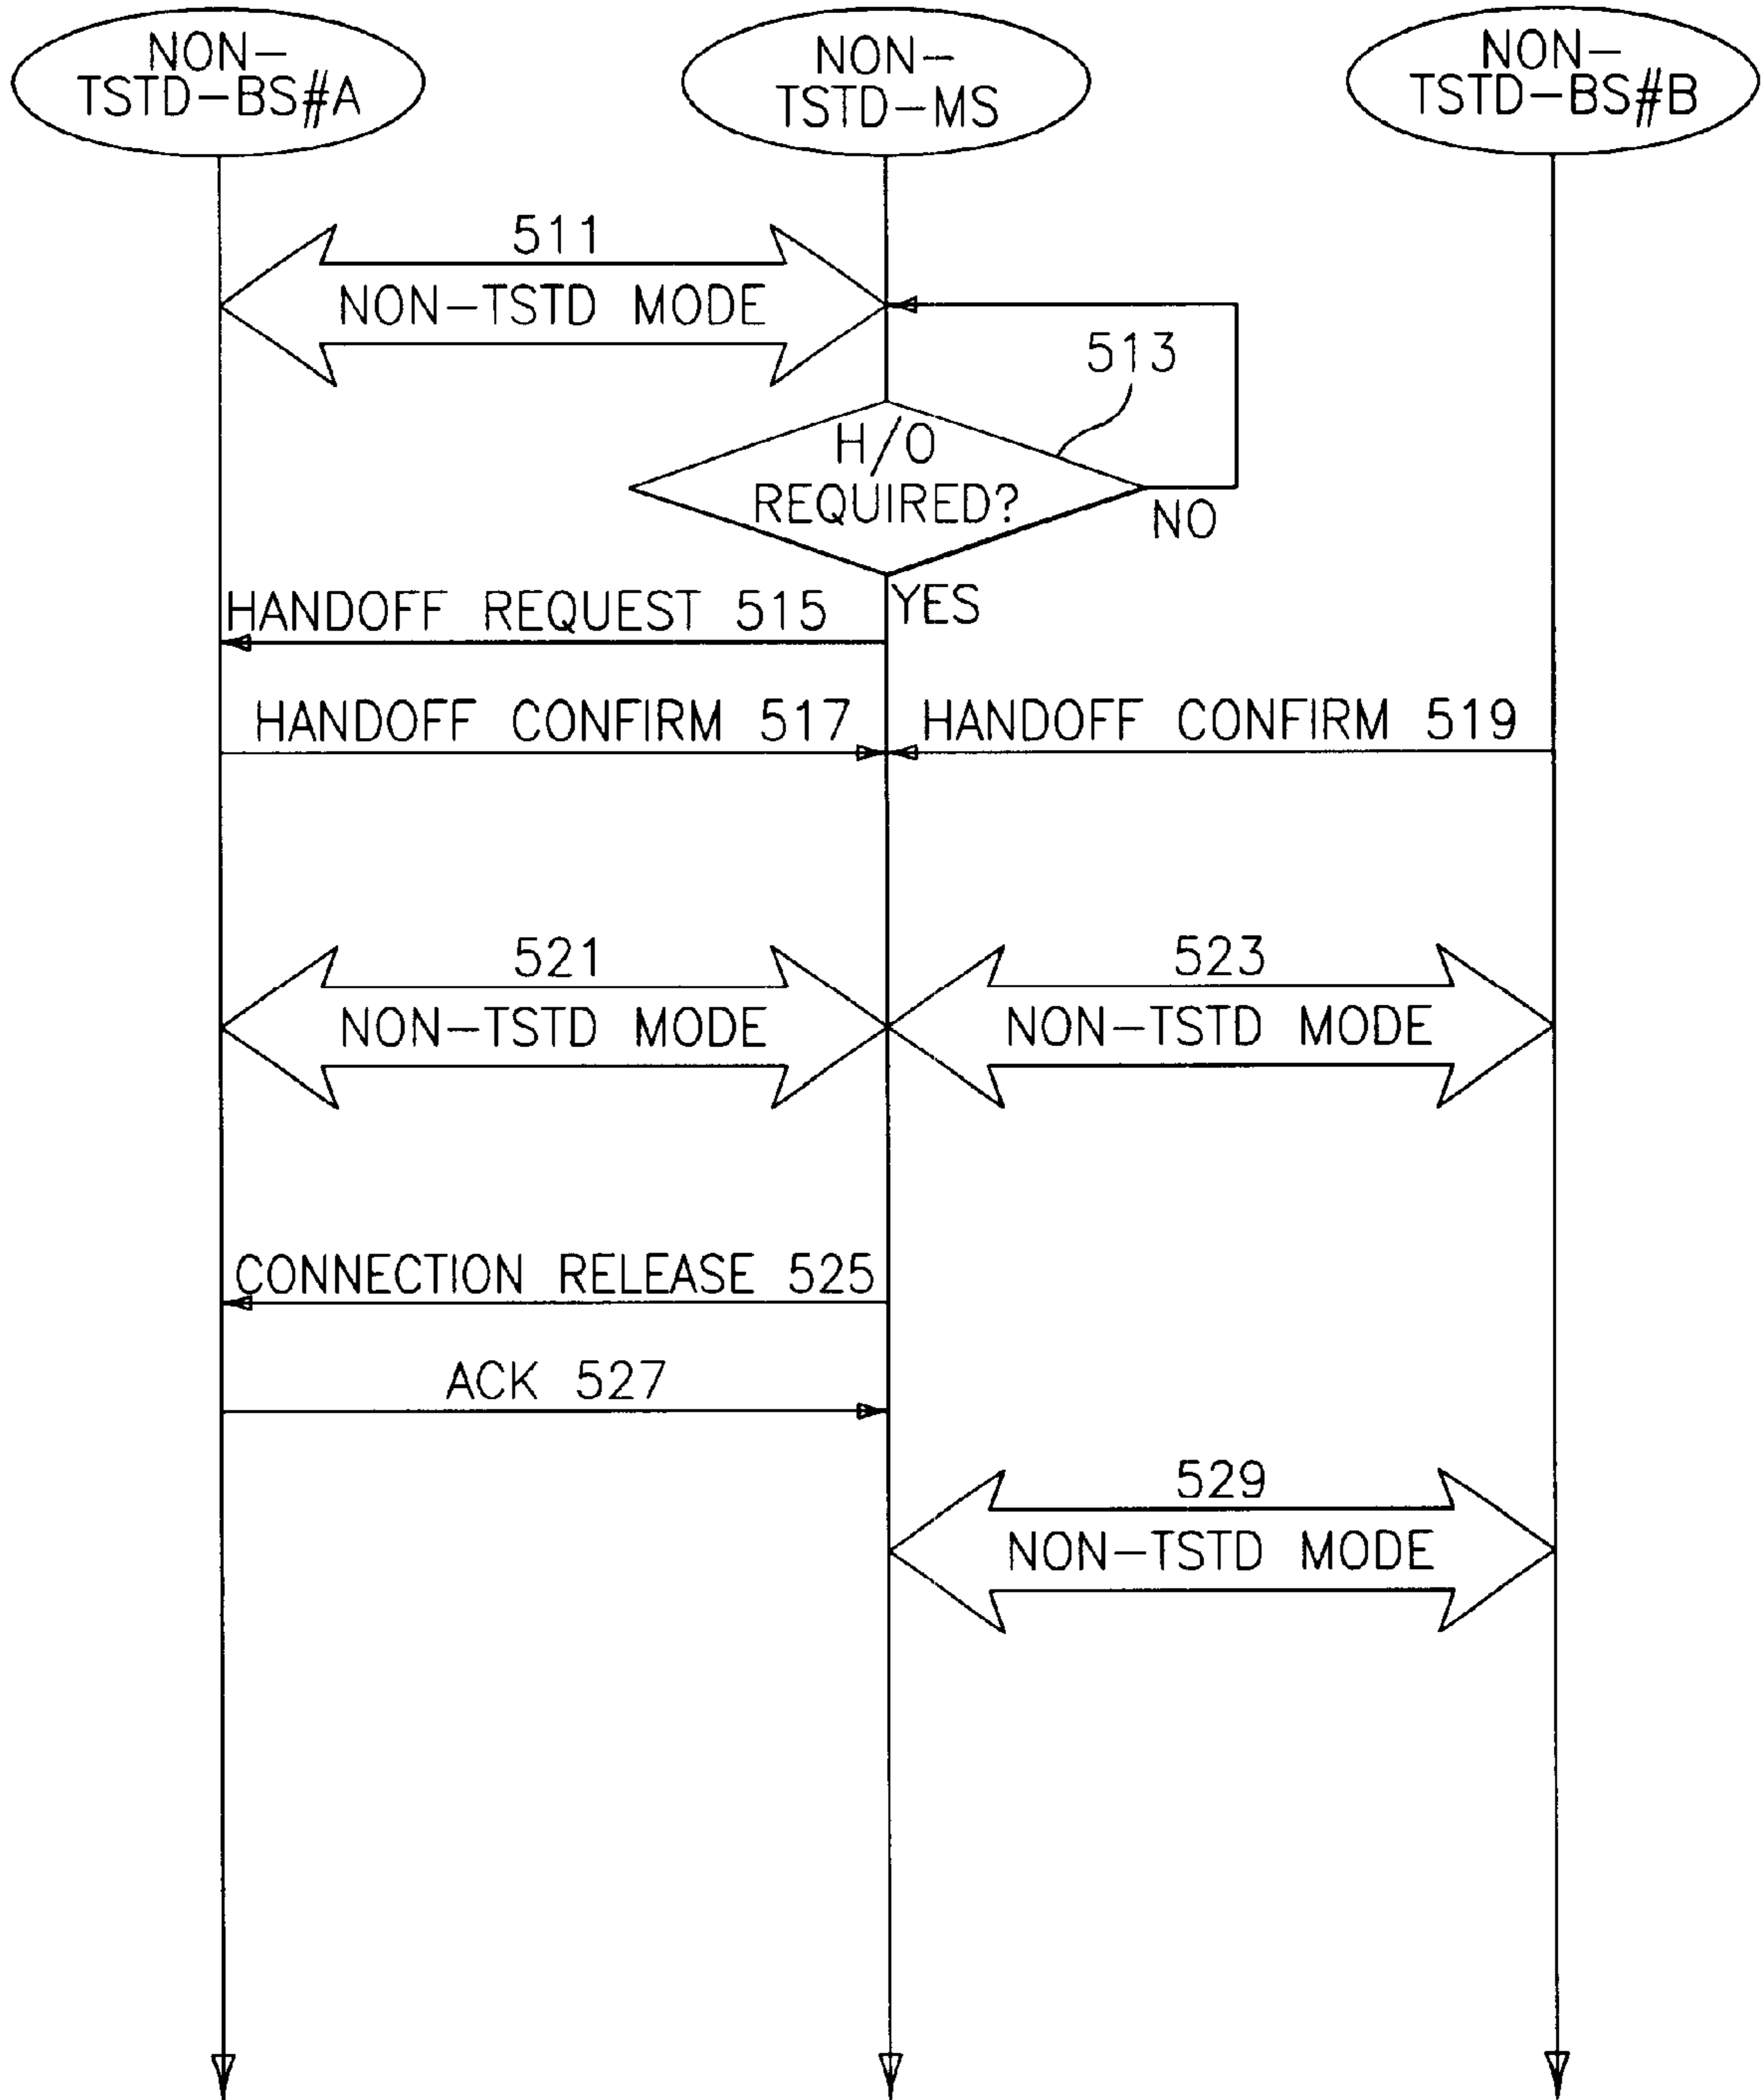 NON-
TSTD-BS#A
NON-
TSTD-MS
NON-
TSTD-BS#B
511
NON-TSTD MODE
513
H/O
REQUIRED?
NO
YES
HANDOFF REQUEST 515
HANDOFF CONFIRM 517
HANDOFF CONFIRM 519
521
NON-TSTD MODE
523
NON-TSTD MODE
CONNECTION RELEASE 525
ACK 527
529
NON-TSTD MODE